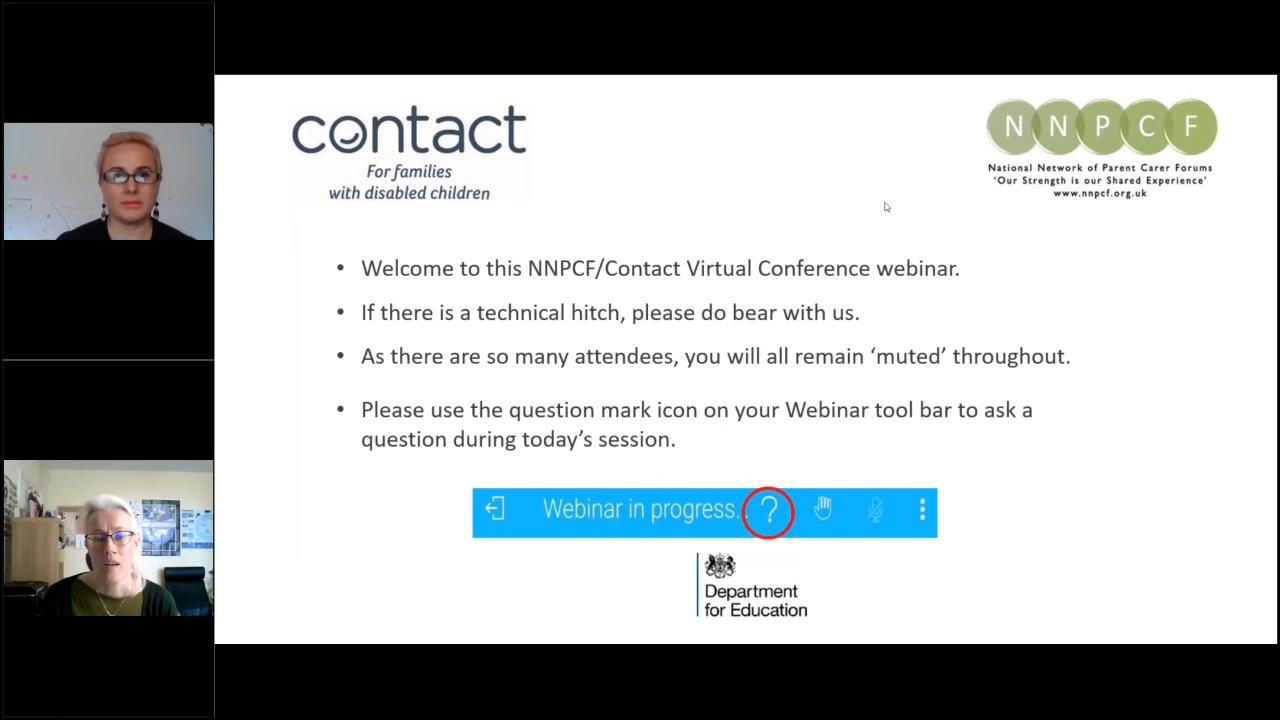 contact
For families
with disabled children
N N P C F
National Network of Parent Carer Forums
'Our Strength is our Shared Experience'
www.nnpcf.org.uk
• Welcome to this NNPCF/Contact Virtual Conference webinar.
• If there is a technical hitch, please do bear with us.
• As there are so many attendees, you will all remain ‘muted’ throughout.
• Please use the question mark icon on your Webinar tool bar to ask a
question during today’s session.
Webinar in progress... ?
Department
for Education